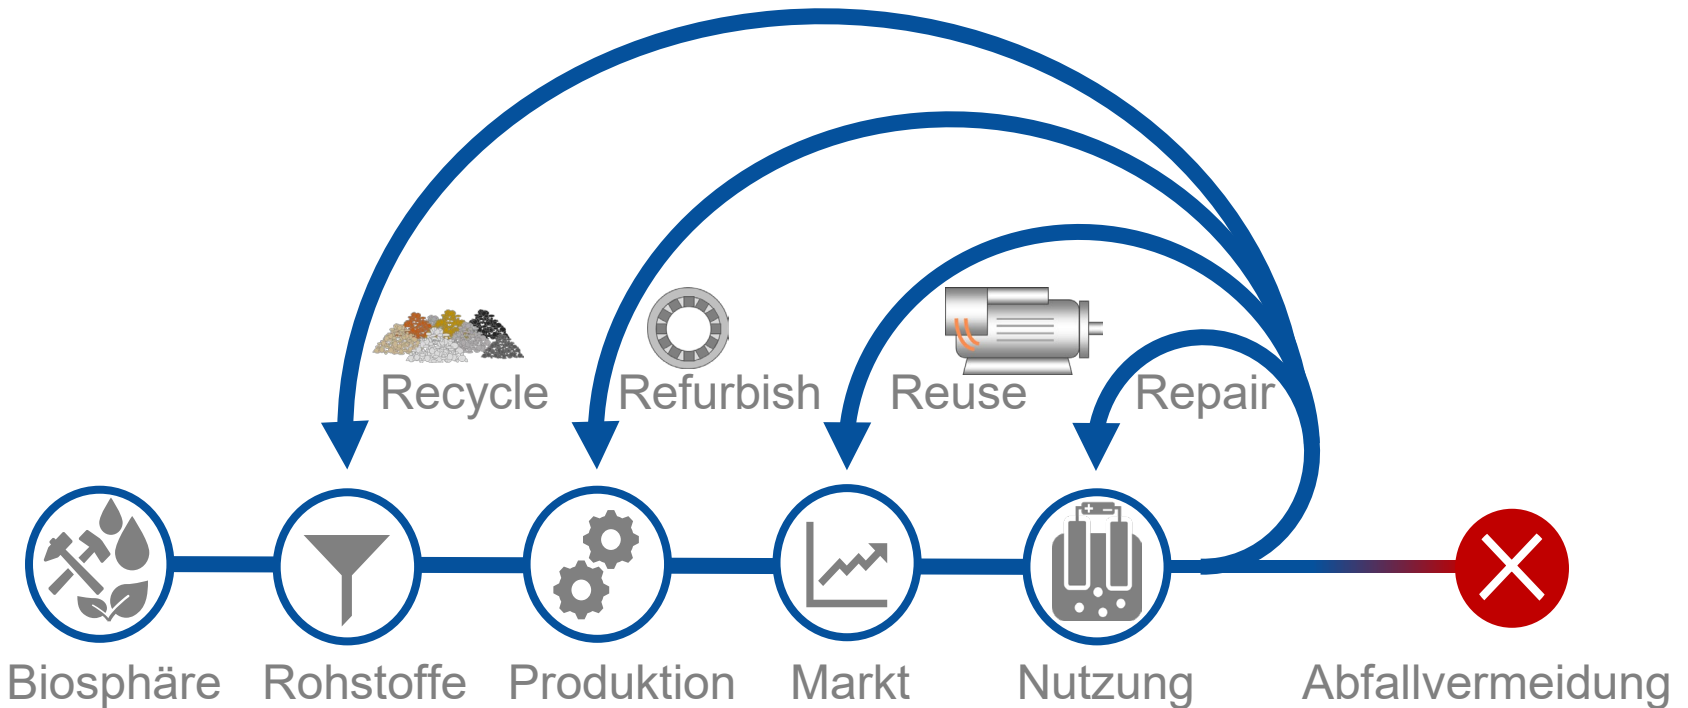 Recycle
Refurbish
Reuse
Repair
Biosphäre
Rohstoffe
Produktion
Markt
Nutzung
Abfallvermeidung